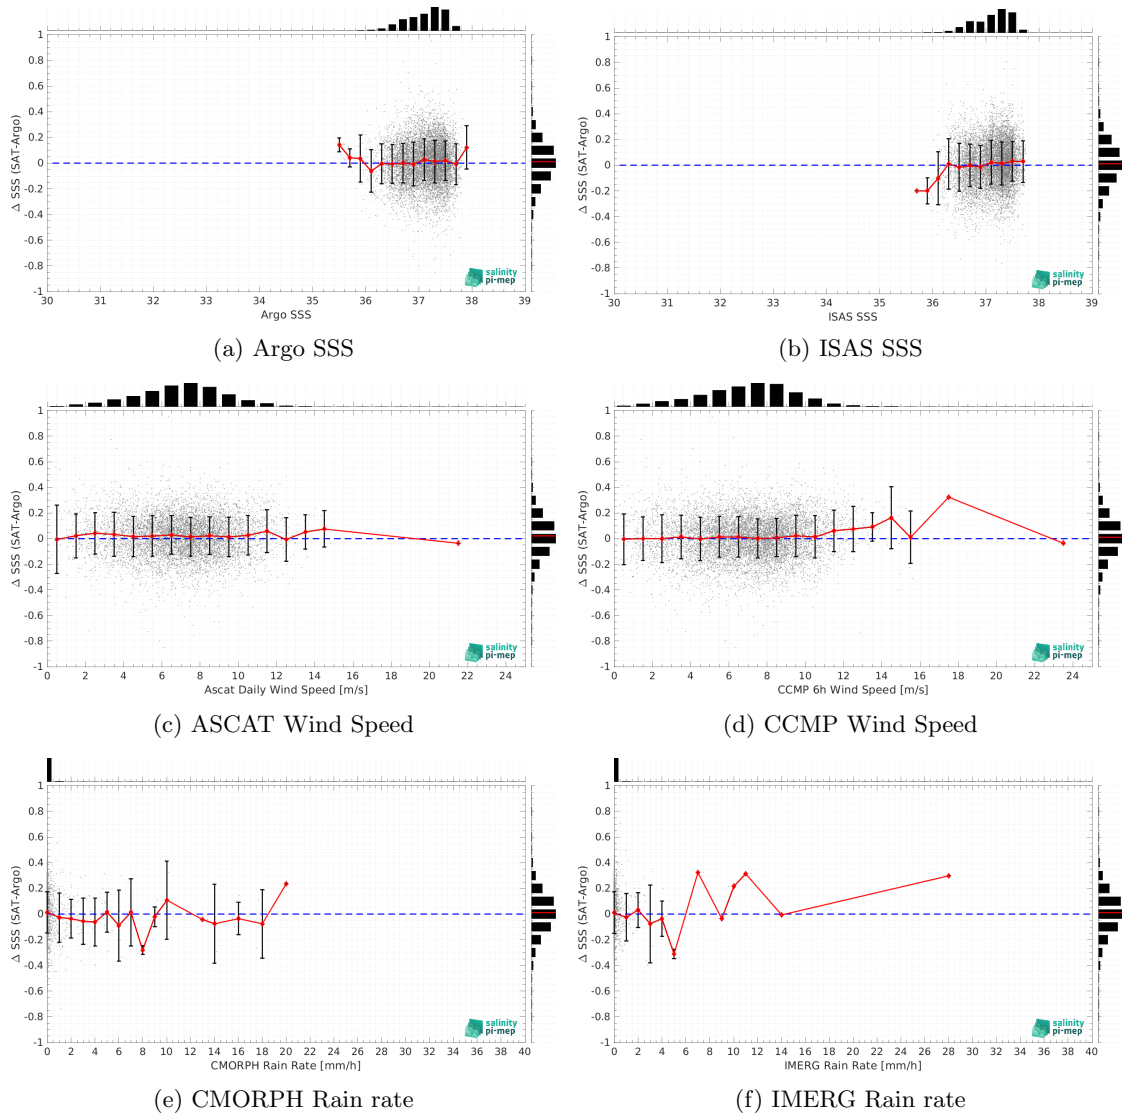 1
0.8
0.6
0.4
0.2
0
-0.2
-0.4
-0.6
-0.8
-1
Δ SSS (SAT-Argo)
30 31 32 33 34 35 36 37 38 39
Argo SSS
salinity
pi-mep
(a) Argo SSS
1
0.8
0.6
0.4
0.2
0
-0.2
-0.4
-0.6
-0.8
-1
Δ SSS (SAT-Argo)
30 31 32 33 34 35 36 37 38 39
ISAS SSS
salinity
pi-mep
(b) ISAS SSS
1
0.8
0.6
0.4
0.2
0
-0.2
-0.4
-0.6
-0.8
-1
Δ SSS (SAT-Argo)
0 2 4 6 8 10 12 14 16 18 20 22 24
Ascat Daily Wind Speed [m/s]
salinity
pi-mep
(c) ASCAT Wind Speed
1
0.8
0.6
0.4
0.2
0
-0.2
-0.4
-0.6
-0.8
-1
Δ SSS (SAT-Argo)
0 2 4 6 8 10 12 14 16 18 20 22 24
CCMP 6h Wind Speed [m/s]
salinity
pi-mep
(d) CCMP Wind Speed
1
0.8
0.6
0.4
0.2
0
-0.2
-0.4
-0.6
-0.8
-1
Δ SSS (SAT-Argo)
0 2 4 6 8 10 12 14 16 18 20 22 24 26 28 30 32 34 36 38 40
CMORPH Rain Rate [mm/h]
salinity
pi-mep
(e) CMORPH Rain rate
1
0.8
0.6
0.4
0.2
0
-0.2
-0.4
-0.6
-0.8
-1
Δ SSS (SAT-Argo)
0 2 4 6 8 10 12 14 16 18 20 22 24 26 28 30 32 34 36 38 40
IMERG Rain Rate [mm/h]
salinity
pi-mep
(f) IMERG Rain rate